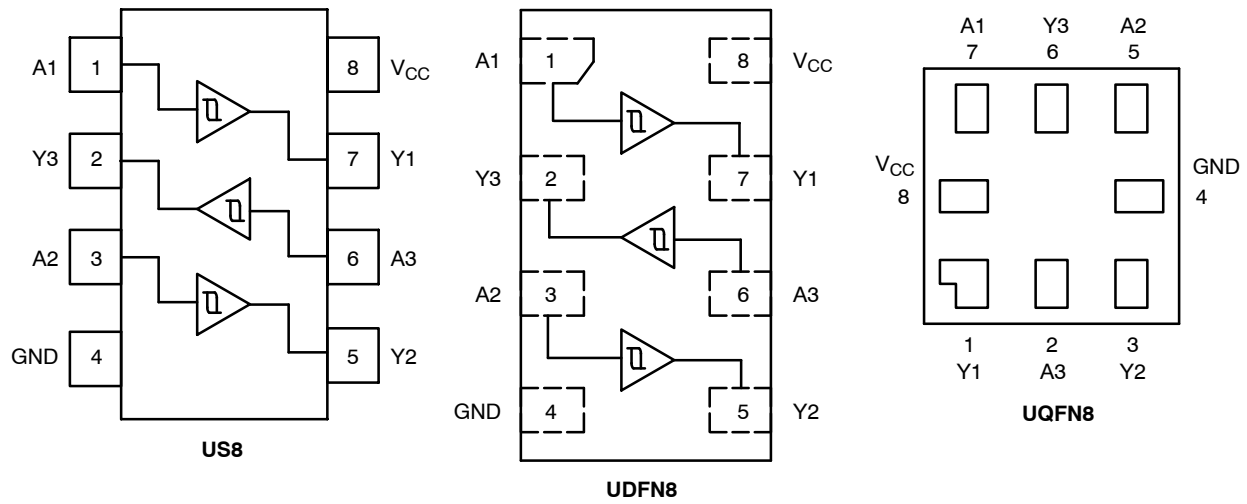 A1 1 8 VCC
Y3 2 7 Y1
A2 3 6 A3
GND 4 5 Y2
US8
A1 1 8 VCC
Y3 2 7 Y1
A2 3 6 A3
GND 4 5 Y2
UDFN8
A1 Y3 A2
7 6 5
VCC
8
GND
4
1 2 3
Y1 A3 Y2
UQFN8